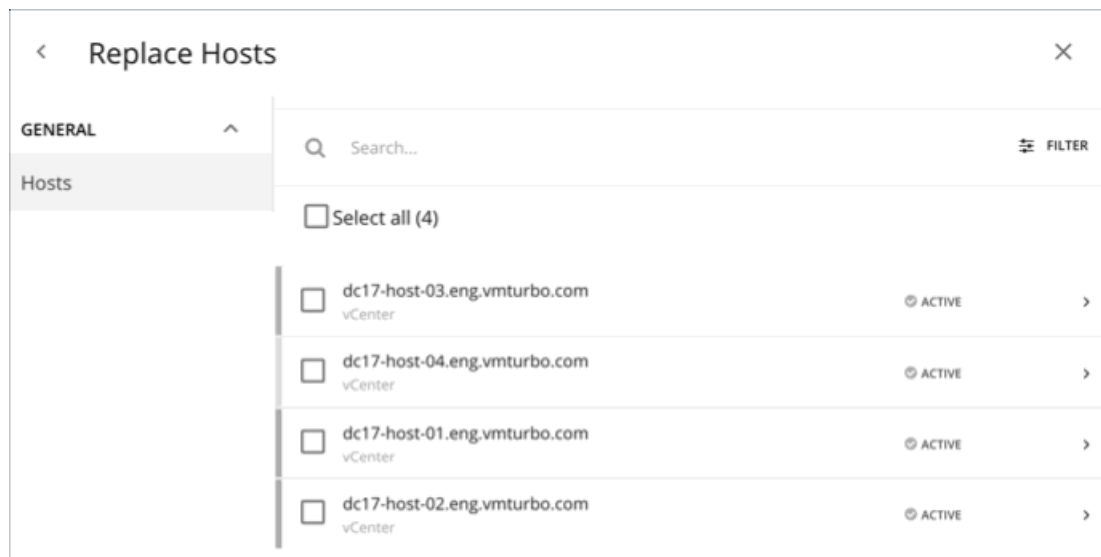 Replace Hosts
GENERAL
Search...
FILTER
Hosts
Select all (4)
dc17-host-03.eng.vmturbo.com
vCenter
ACTIVE
dc17-host-04.eng.vmturbo.com
vCenter
ACTIVE
dc17-host-01.eng.vmturbo.com
vCenter
ACTIVE
dc17-host-02.eng.vmturbo.com
vCenter
ACTIVE